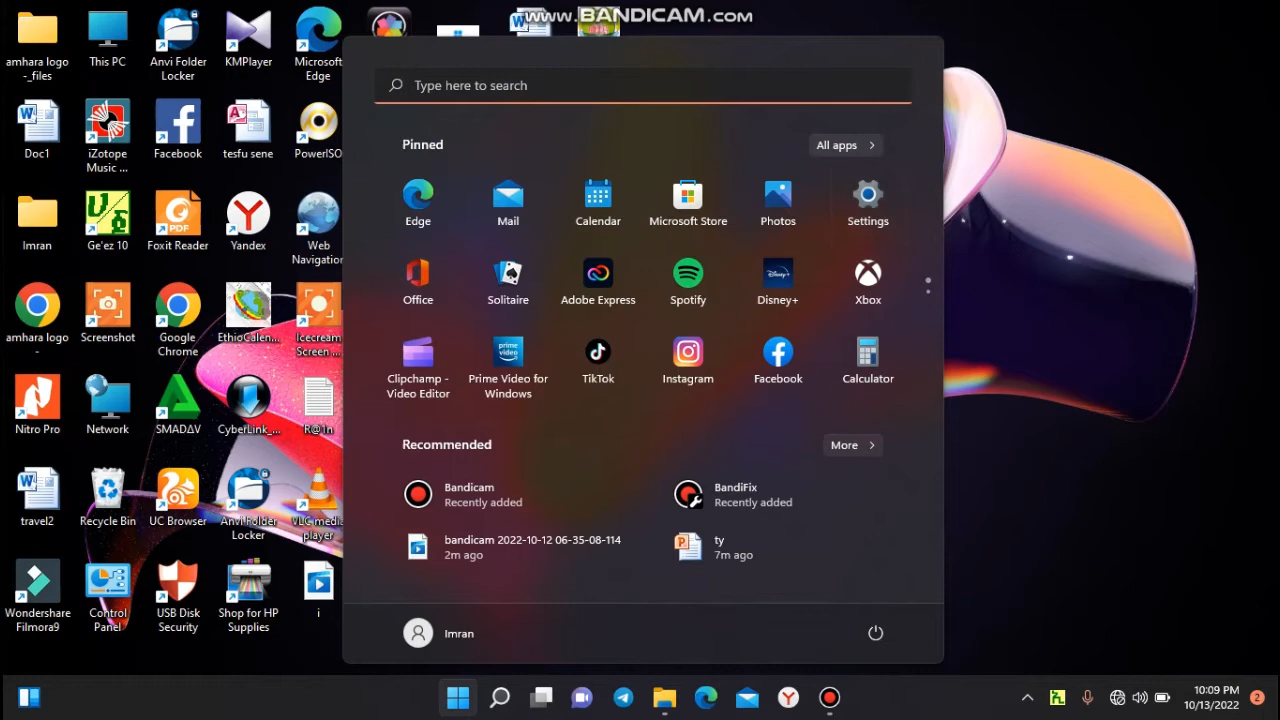 www.BANDICAM.com
amhara logo
-_files
This PC
Anvi Folder
Locker
KMPlayer
Microsoft
Edge
Doc1
iZotope
Music ...
Facebook
tesfu sene
PowerISO
Imran
Ge'ez 10
Foxit Reader
Yandex
Web
Navigation
amhara logo
-
Screenshot
Google
Chrome
EthioCalen...
Icecream
Screen ...
Nitro Pro
Network
SMADAV
CyberLink_...
R@1n
travel2
Recycle Bin
UC Browser
Anvi Folder
Locker
VLC media
player
Wondershare
Filmora9
Control
Panel
USB Disk
Security
Shop for HP
Supplies
i
Type here to search
Pinned
All apps >
Edge
Mail
Calendar
Microsoft Store
Photos
Settings
Office
Solitaire
Adobe Express
Spotify
Disney+
Xbox
Clipchamp -
Video Editor
prime
video
Prime Video for
Windows
TikTok
Instagram
Facebook
Calculator
Recommended
More >
Bandicam
Recently added
BandiFix
Recently added
bandicam 2022-10-12 06-35-08-114
2m ago
ty
7m ago
Imran
10:09 PM
10/13/2022
2